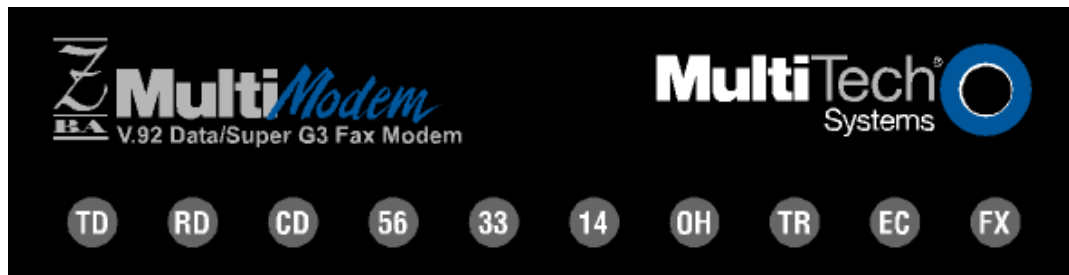 Z
BA
MultiModem
V.92 Data/Super G3 Fax Modem
MultiTech®
Systems
TD RD CD 56 33 14 OH TR EC FX